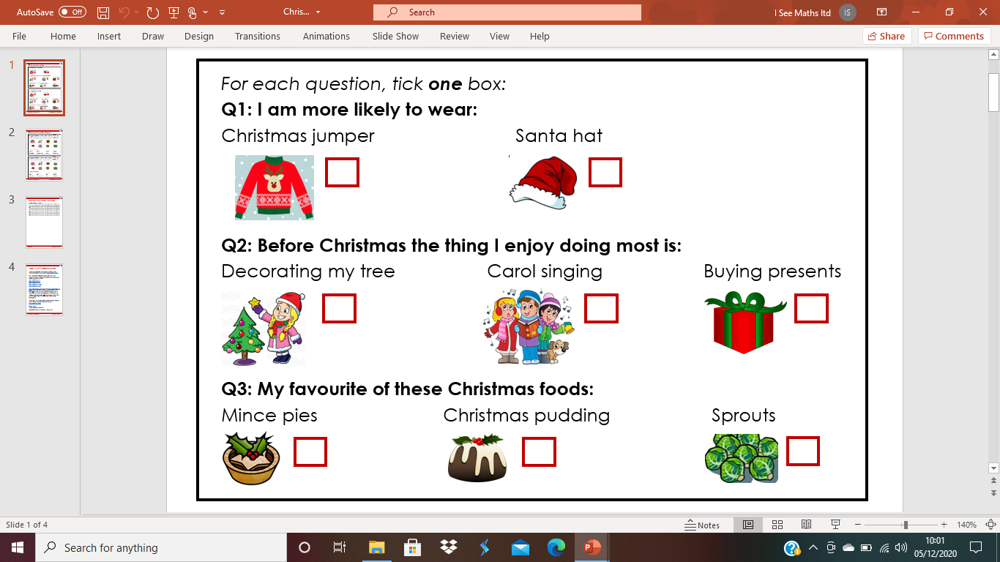 AutoSave Off Chris... Search I See Maths ltd IS
File Home Insert Draw Design Transitions Animations Slide Show Review View Help Share Comments
1
2
3
4
For each question, tick one box:
Q1: I am more likely to wear:
Christmas jumper Santa hat
Q2: Before Christmas the thing I enjoy doing most is:
Decorating my tree Carol singing Buying presents
Q3: My favourite of these Christmas foods:
Mince pies Christmas pudding Sprouts
Slide 1 of 4 Notes 140%
Search for anything
10:01
05/12/2020